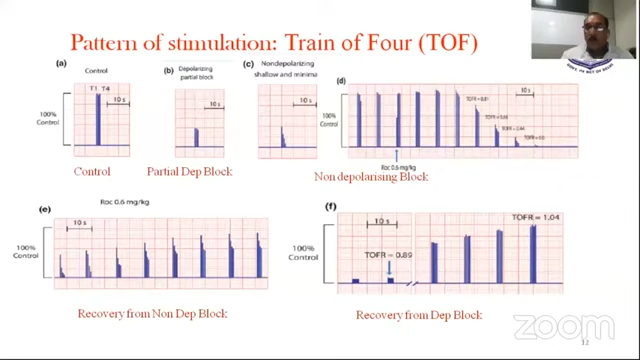 Pattern of stimulation: Train of Four (TOF)
(a)
Control
T1 T4
10 s
100%
Control
Control
(b)
Depolarizing
partial block
10 s
Partial Dep Block
(c)
Nondepolarizing
shallow and minima
10 s
(d)
10 s
100%
Control
Roc 0.6 mg/kg
Non depolarising Block
(e)
Roc 0.6 mg/kg
10 s
100%
Control
Recovery from Non Dep Block
(f)
10 s
TOFR = 0.89
TOFR = 1.04
100%
Control
Recovery from Dep Block
zoom
12